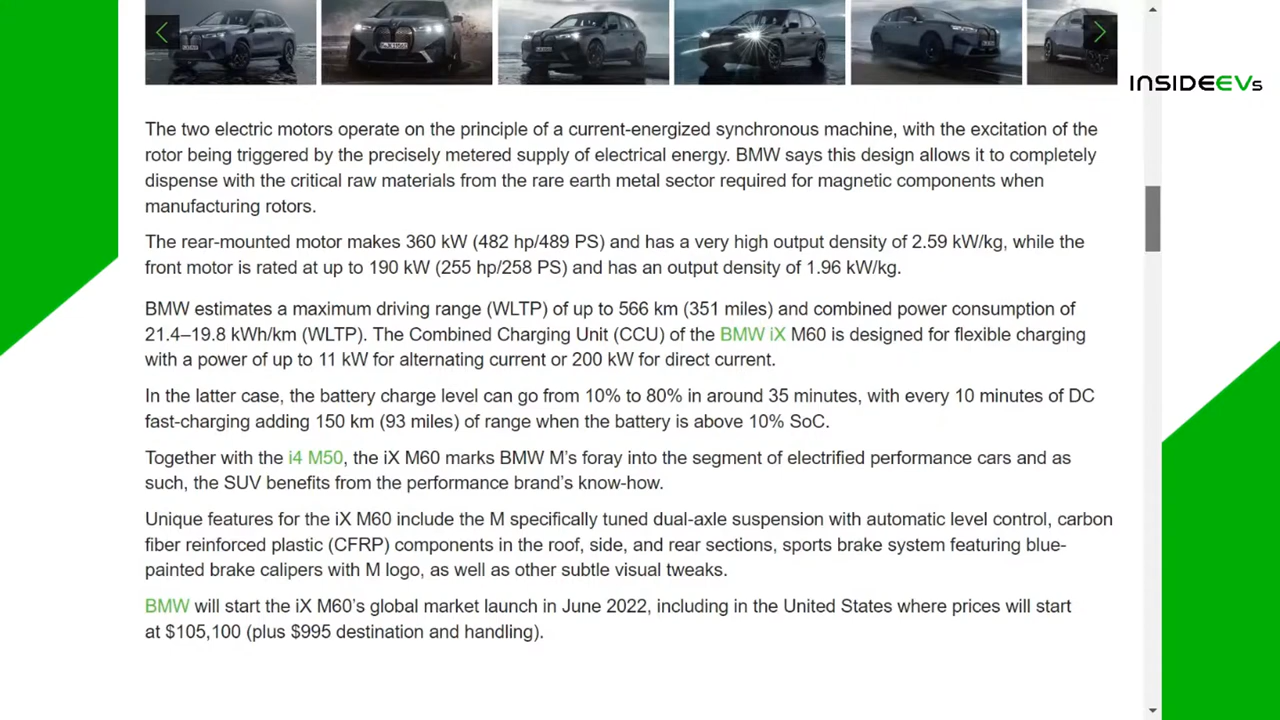 INSIDEEVs
The two electric motors operate on the principle of a current-energized synchronous machine, with the excitation of the
rotor being triggered by the precisely metered supply of electrical energy. BMW says this design allows it to completely
dispense with the critical raw materials from the rare earth metal sector required for magnetic components when
manufacturing rotors.
The rear-mounted motor makes 360 kW (482 hp/489 PS) and has a very high output density of 2.59 kW/kg, while the
front motor is rated at up to 190 kW (255 hp/258 PS) and has an output density of 1.96 kW/kg.
BMW estimates a maximum driving range (WLTP) of up to 566 km (351 miles) and combined power consumption of
21.4–19.8 kWh/km (WLTP). The Combined Charging Unit (CCU) of the BMW iX M60 is designed for flexible charging
with a power of up to 11 kW for alternating current or 200 kW for direct current.
In the latter case, the battery charge level can go from 10% to 80% in around 35 minutes, with every 10 minutes of DC
fast-charging adding 150 km (93 miles) of range when the battery is above 10% SoC.
Together with the i4 M50, the iX M60 marks BMW M’s foray into the segment of electrified performance cars and as
such, the SUV benefits from the performance brand’s know-how.
Unique features for the iX M60 include the M specifically tuned dual-axle suspension with automatic level control, carbon
fiber reinforced plastic (CFRP) components in the roof, side, and rear sections, sports brake system featuring blue-
painted brake calipers with M logo, as well as other subtle visual tweaks.
BMW will start the iX M60’s global market launch in June 2022, including in the United States where prices will start
at $105,100 (plus $995 destination and handling).